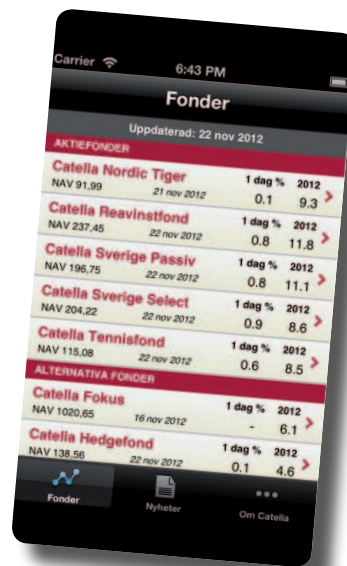 Carrier 6:43 PM
Fonder
Uppdaterad: 22 nov 2012
AKTIEFONDER
Catella Nordic Tiger 1 dag % 2012
NAV 91,99 21 nov 2012 0.1 9.3
Catella Reavinstfond 1 dag % 2012
NAV 237,45 22 nov 2012 0.8 11.8
Catella Sverige Passiv 1 dag % 2012
NAV 196,75 22 nov 2012 0.8 11.1
Catella Sverige Select 1 dag % 2012
NAV 204,22 22 nov 2012 0.9 8.6
Catella Tennisfond 1 dag % 2012
NAV 115,08 22 nov 2012 0.6 8.5
ALTERNATIVA FONDER
Catella Fokus 1 dag % 2012
NAV 1020,65 16 nov 2012 - 6.1
Catella Hedgefond 1 dag % 2012
NAV 138,56 22 nov 2012 0.1 4.6
Fonder Nyheter Om Catella